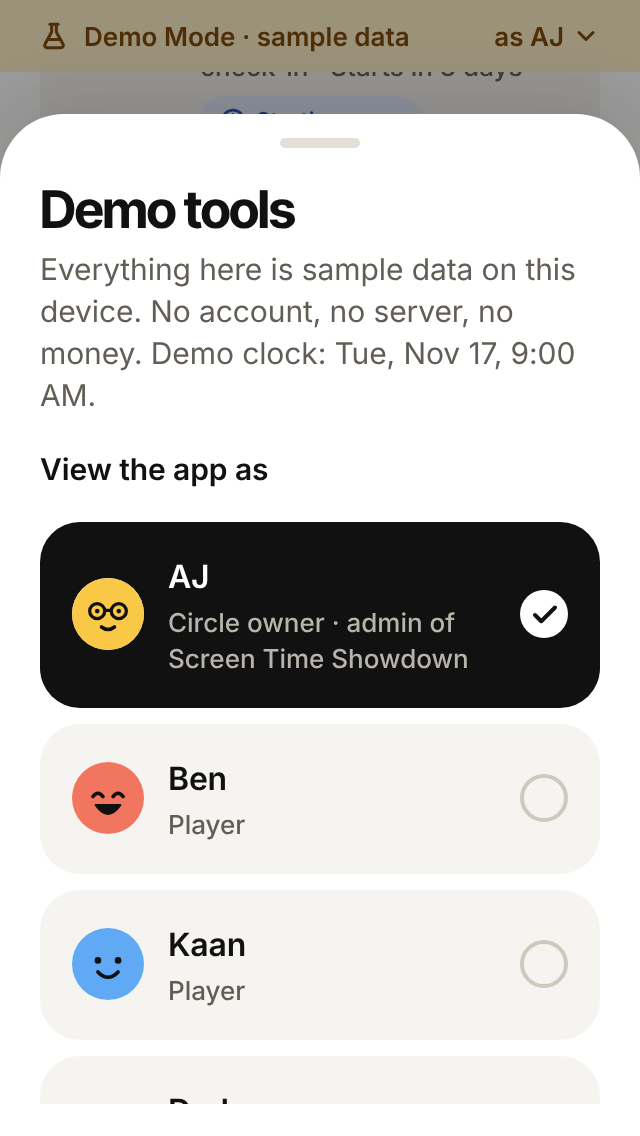 Demo Mode · sample data
as AJ
Demo tools
Everything here is sample data on this
device. No account, no server, no
money. Demo clock: Tue, Nov 17, 9:00
AM.
View the app as
AJ
Circle owner · admin of
Screen Time Showdown
Ben
Player
Kaan
Player